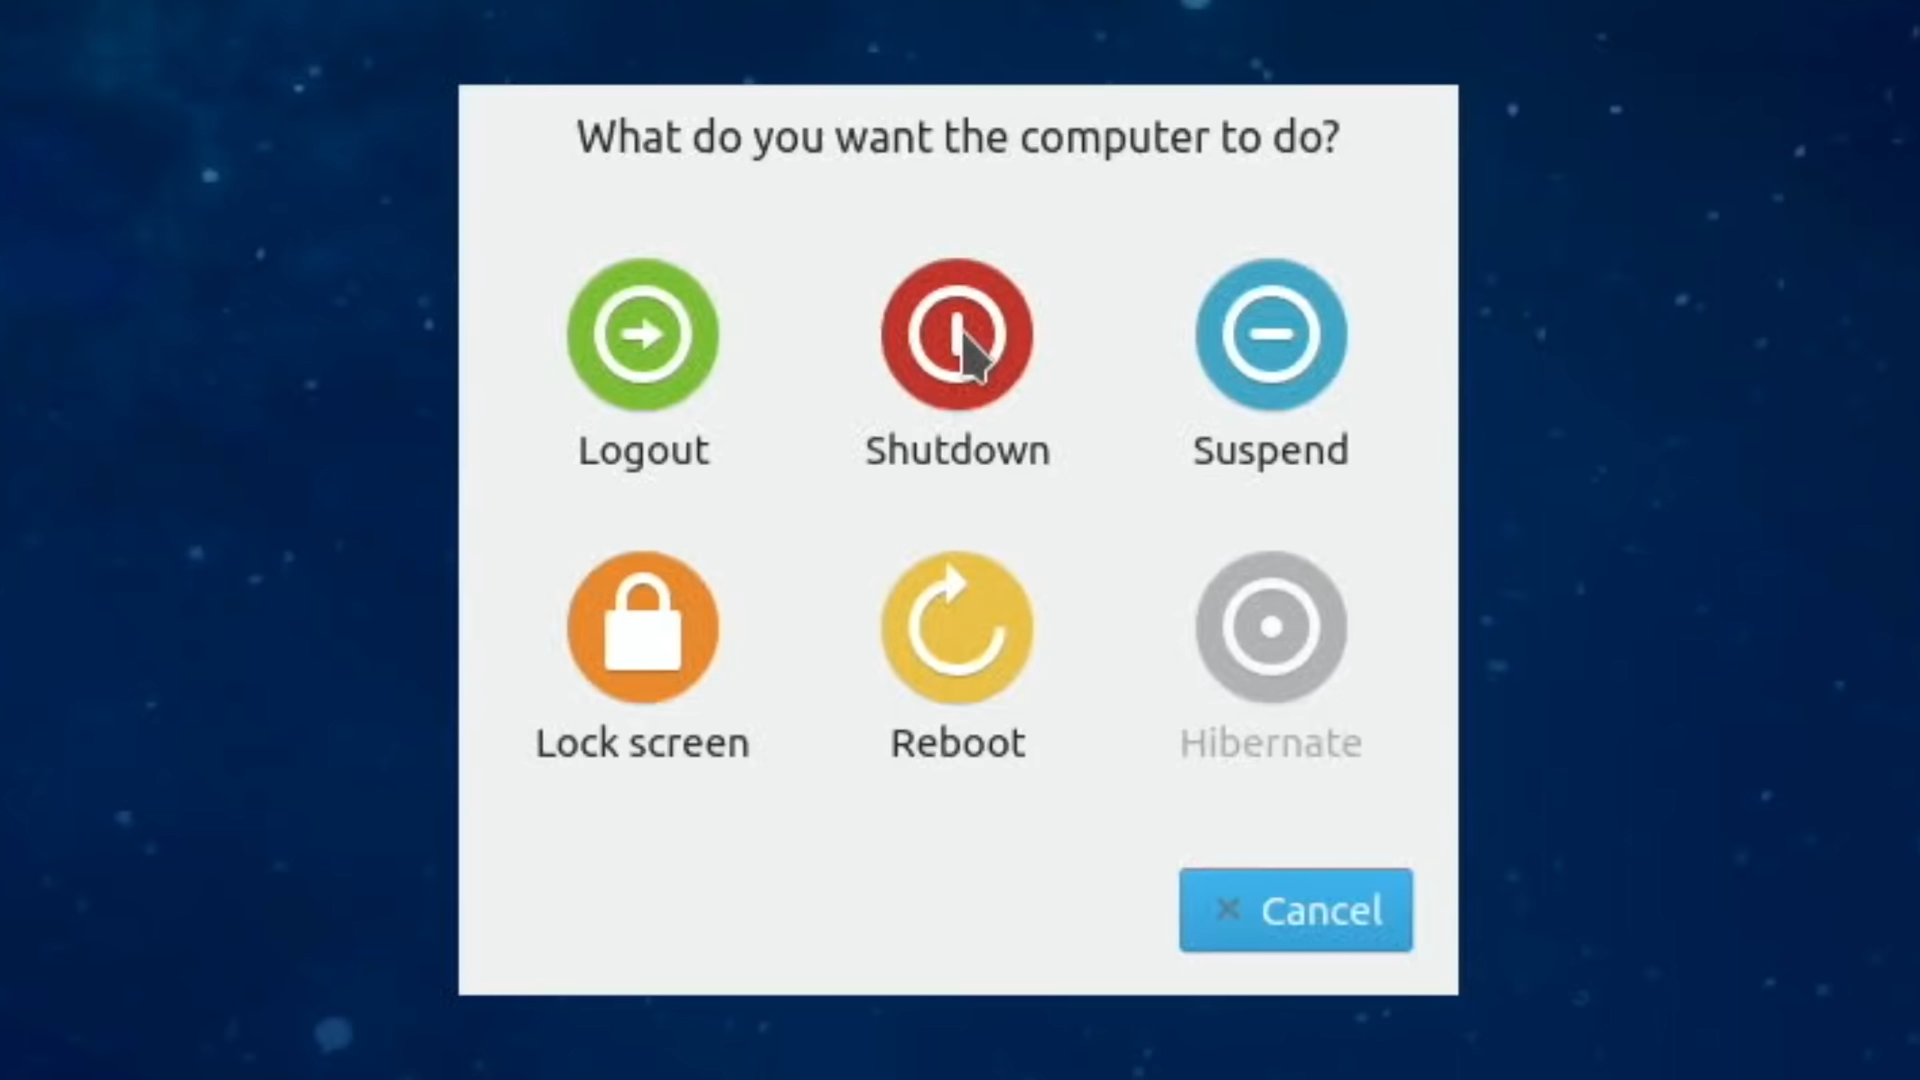 What do you want the computer to do?
Logout
Shutdown
Suspend
Lock screen
Reboot
Hibernate
Cancel